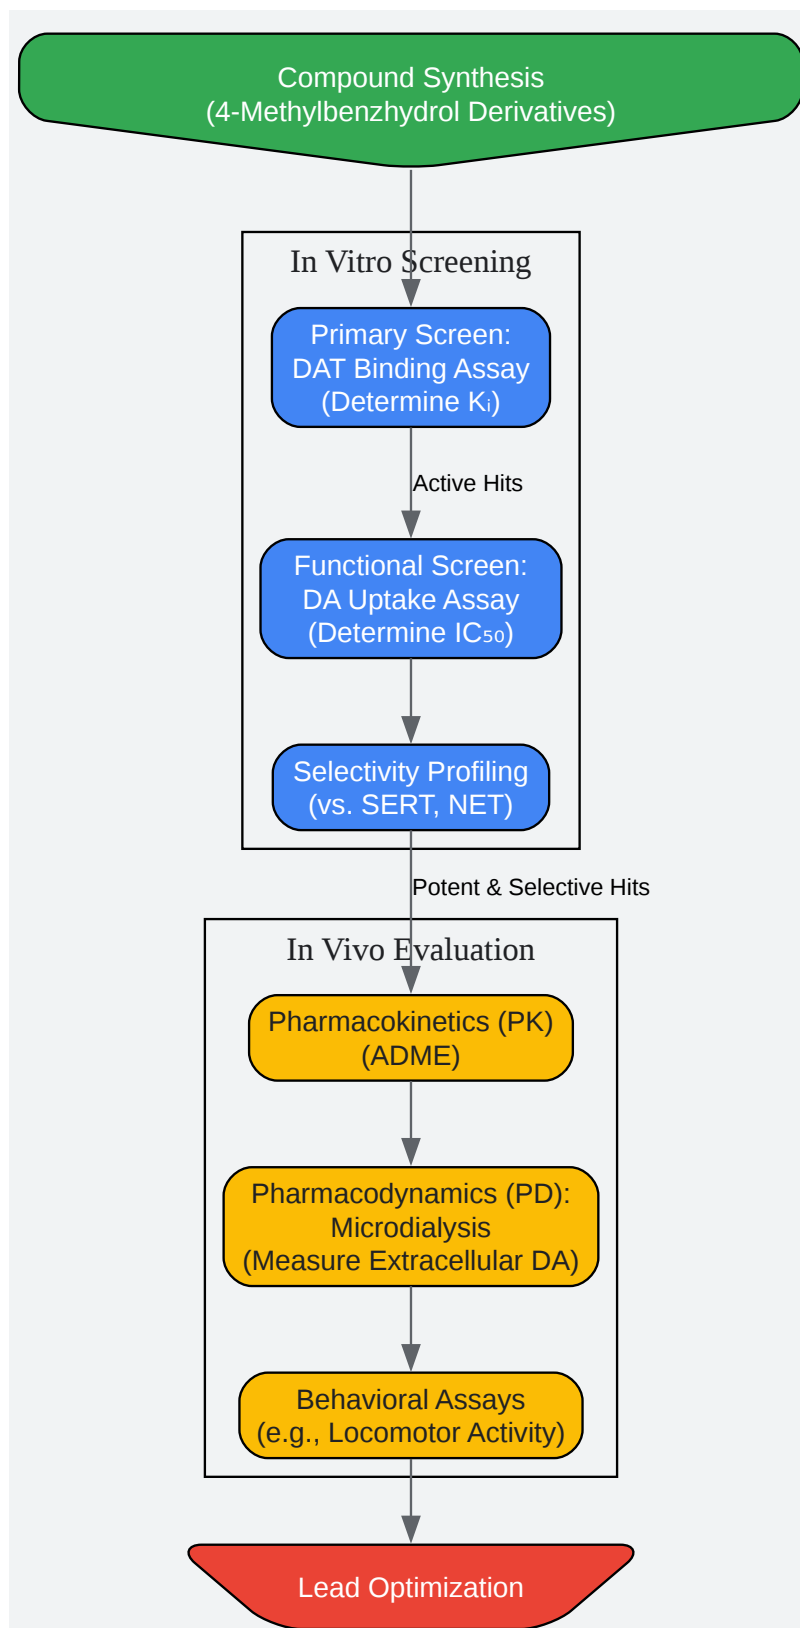 Compound Synthesis
(4-Methylbenzhydrol Derivatives)
In Vitro Screening
Primary Screen:
DAT Binding Assay
(Determine Kᵢ)
Active Hits
Functional Screen:
DA Uptake Assay
(Determine IC₅₀)
Selectivity Profiling
(vs. SERT, NET)
Potent & Selective Hits
In Vivo Evaluation
Pharmacokinetics (PK)
(ADME)
Pharmacodynamics (PD):
Microdialysis
(Measure Extracellular DA)
Behavioral Assays
(e.g., Locomotor Activity)
Lead Optimization